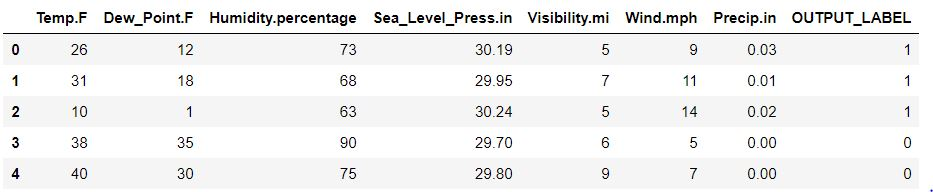 Temp.F Dew_Point.F Humidity.percentage Sea_Level_Press.in Visibility.mi Wind.mph Precip.in OUTPUT_LABEL
0 26 12 73 30.19 5 9 0.03 1
1 31 18 68 29.95 7 11 0.01 1
2 10 1 63 30.24 5 14 0.02 1
3 38 35 90 29.70 6 5 0.00 0
4 40 30 75 29.80 9 7 0.00 0